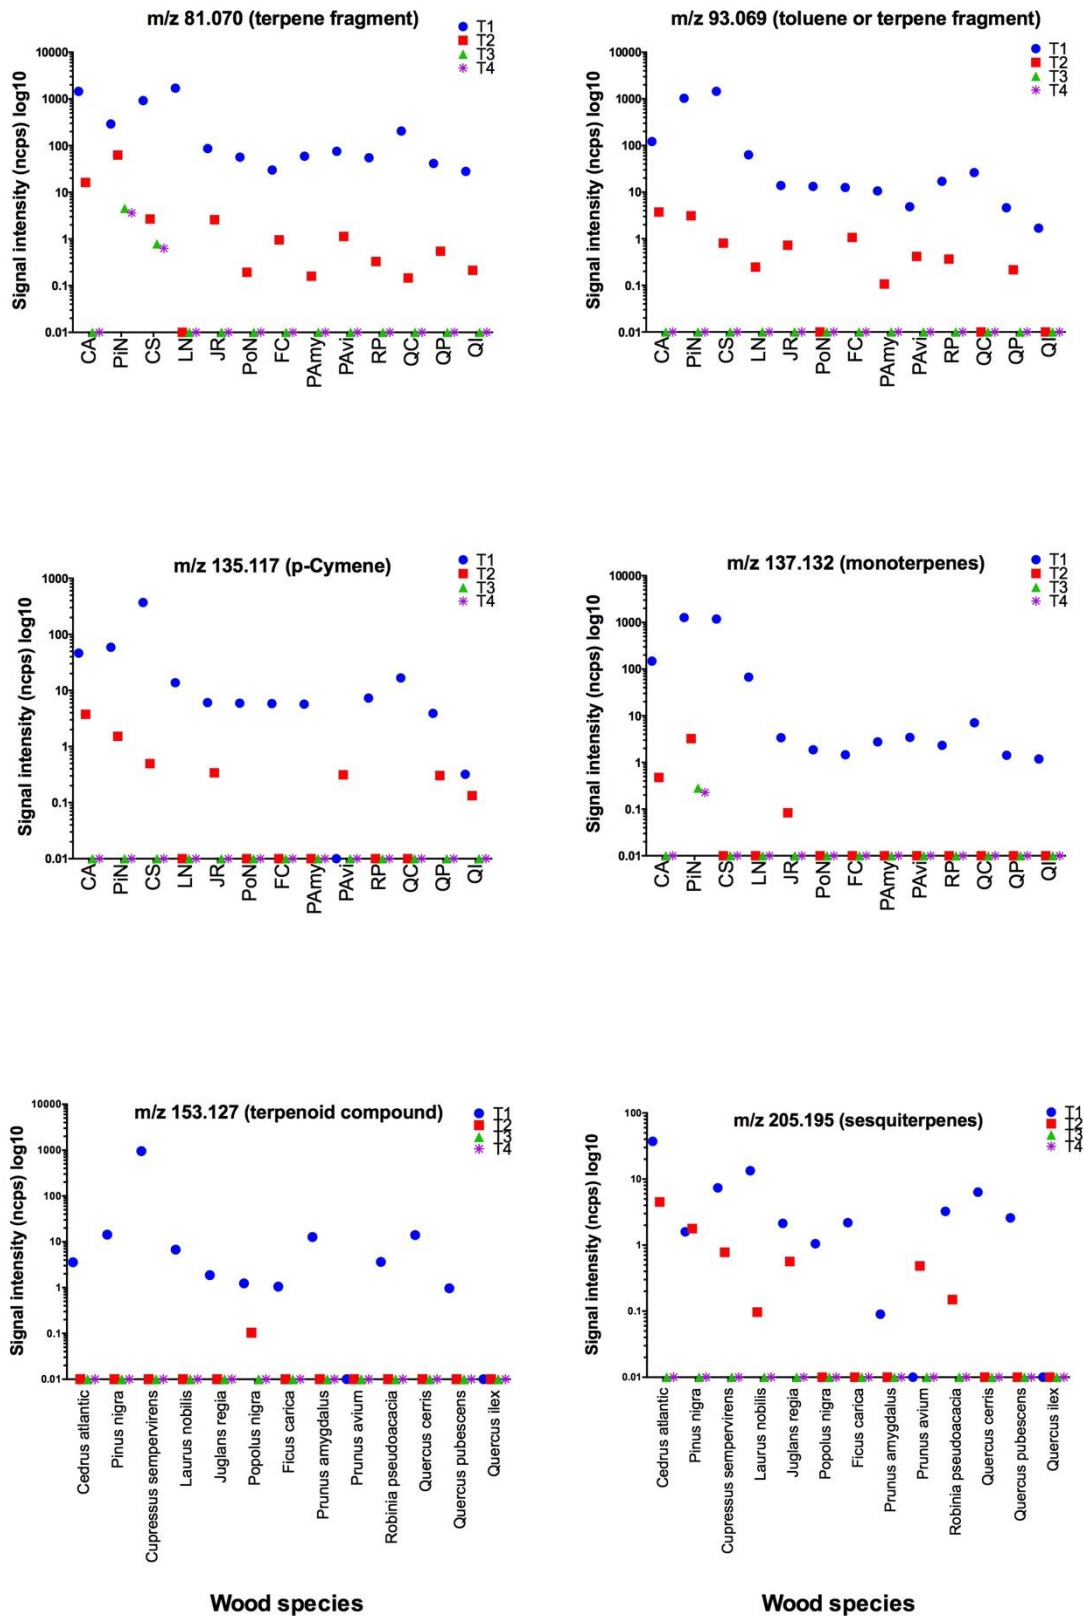 m/z 81.070 (terpene fragment)
T1
T2
T3
T4
Signal intensity (ncps) log10
10000
1000
100
10
1
0.1
0.01
CA
PiN
CS
LN
JR
PoN
FC
PAmy
PAvi
RP
QC
QP
QI
m/z 93.069 (toluene or terpene fragment)
T1
T2
T3
T4
Signal intensity (ncps) log10
10000
1000
100
10
1
0.1
0.01
CA
PiN
CS
LN
JR
PoN
FC
PAmy
PAvi
RP
QC
QP
QI
m/z 135.117 (p-Cymene)
T1
T2
T3
T4
Signal intensity (ncps) log10
1000
100
10
1
0.1
0.01
CA
PiN
CS
LN
JR
PoN
FC
PAmy
PAvi
RP
QC
QP
QI
m/z 137.132 (monoterpenes)
T1
T2
T3
T4
Signal intensity (ncps) log10
10000
1000
100
10
1
0.1
0.01
CA
PiN
CS
LN
JR
PoN
FC
PAmy
PAvi
RP
QC
QP
QI
m/z 153.127 (terpenoid compound)
T1
T2
T3
T4
Signal intensity (ncps) log10
10000
1000
100
10
1
0.1
0.01
Cedrus atlantic
Pinus nigra
Cupressus sempervirens
Laurus nobilis
Juglans regia
Popolus nigra
Ficus carica
Prunus amygdalus
Prunus avium
Robinia pseudoacacia
Quercus cerris
Quercus pubescens
Quercus ilex
Wood species
m/z 205.195 (sesquiterpenes)
T1
T2
T3
T4
Signal intensity (ncps) log10
100
10
1
0.1
0.01
Cedrus atlantic
Pinus nigra
Cupressus sempervirens
Laurus nobilis
Juglans regia
Popolus nigra
Ficus carica
Prunus amygdalus
Prunus avium
Robinia pseudoacacia
Quercus cerris
Quercus pubescens
Quercus ilex
Wood species